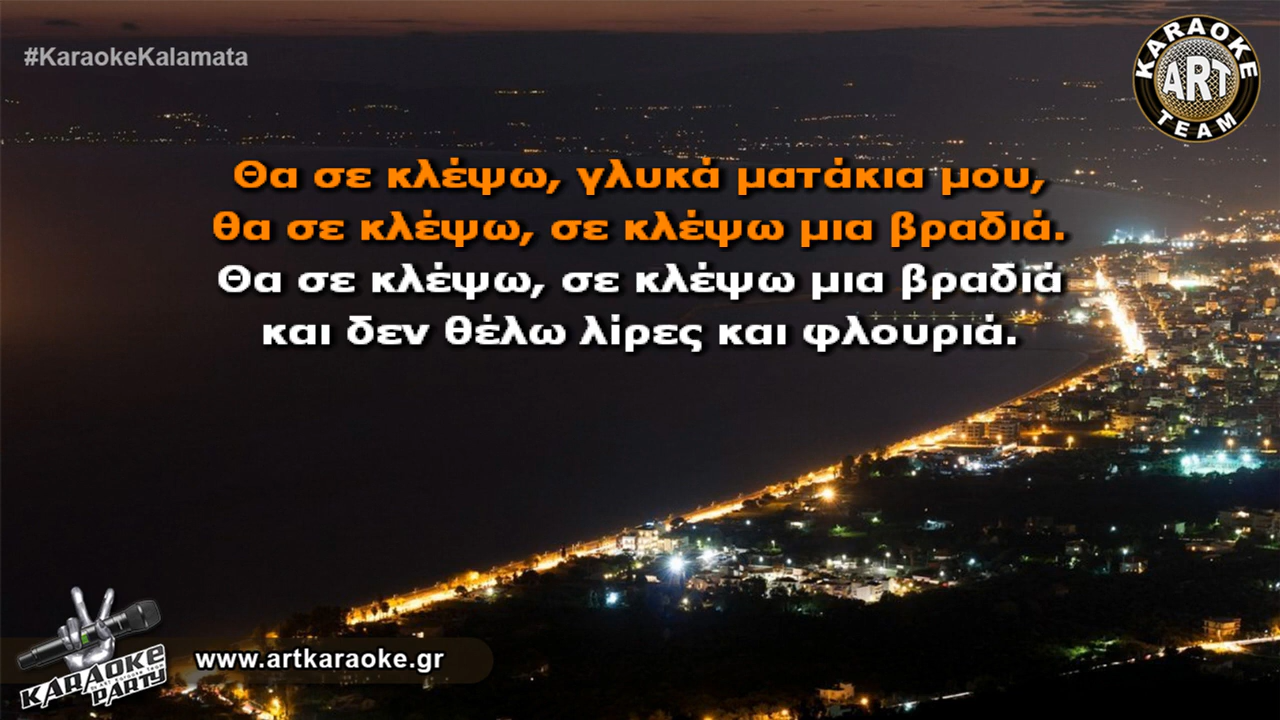 #KaraokeKalamata
KARAOKE
ART
TEAM
Θα σε κλέψω, γλυκά ματάκια μου,
θα σε κλέψω, σε κλέψω μια βραδιά.
Θα σε κλέψω, σε κλέψω μια βραδιά
και δεν θέλω λίρες και φλουριά.
KARAOKE
PARTY
www.artkaraoke.gr